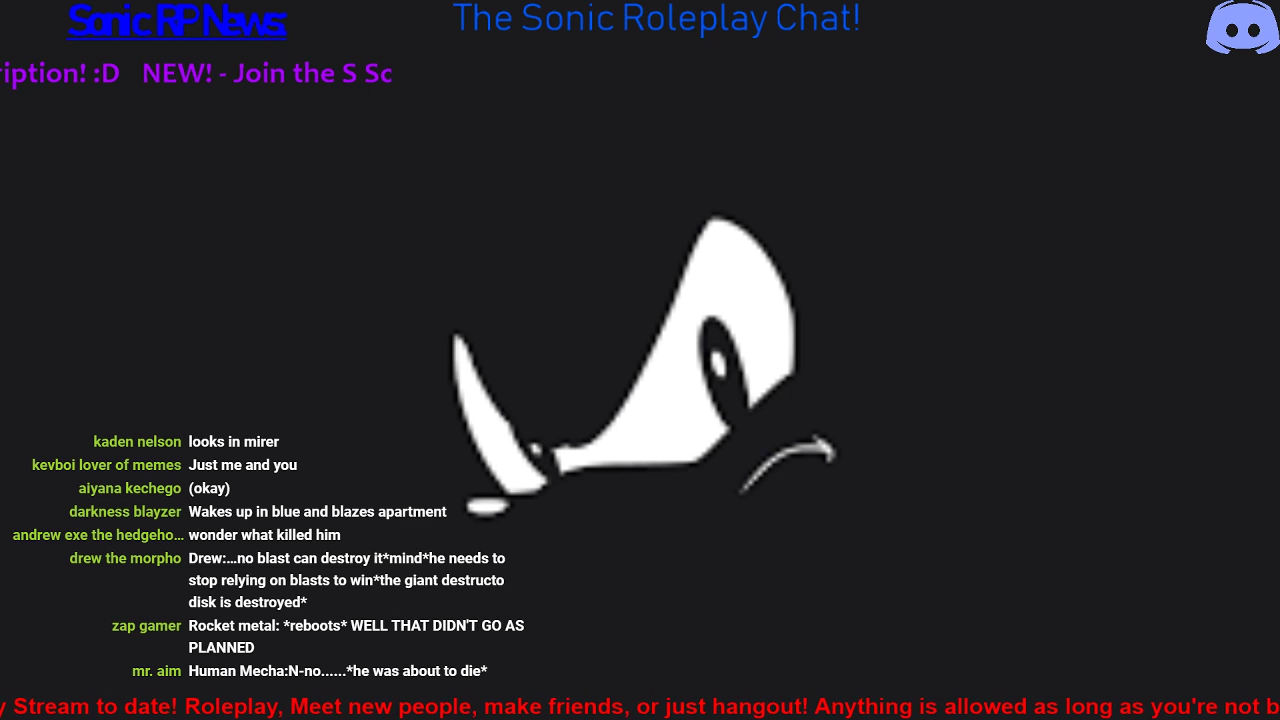 Sonic RP News:
The Sonic Roleplay Chat!
ription! :D NEW! - Join the S Sc
kaden nelson looks in mirer
kevboi lover of memes Just me and you
aiyana kechego (okay)
darkness blayzer Wakes up in blue and blazes apartment
andrew exe the hedgeho... wonder what killed him
drew the morpho Drew:...no blast can destroy it*mind*he needs to
stop relying on blasts to win*the giant destructo
disk is destroyed*
zap gamer Rocket metal: *reboots* WELL THAT DIDN'T GO AS
PLANNED
mr. aim Human Mecha:N-no......*he was about to die*
y Stream to date! Roleplay, Meet new people, make friends, or just hangout! Anything is allowed as long as you're not b